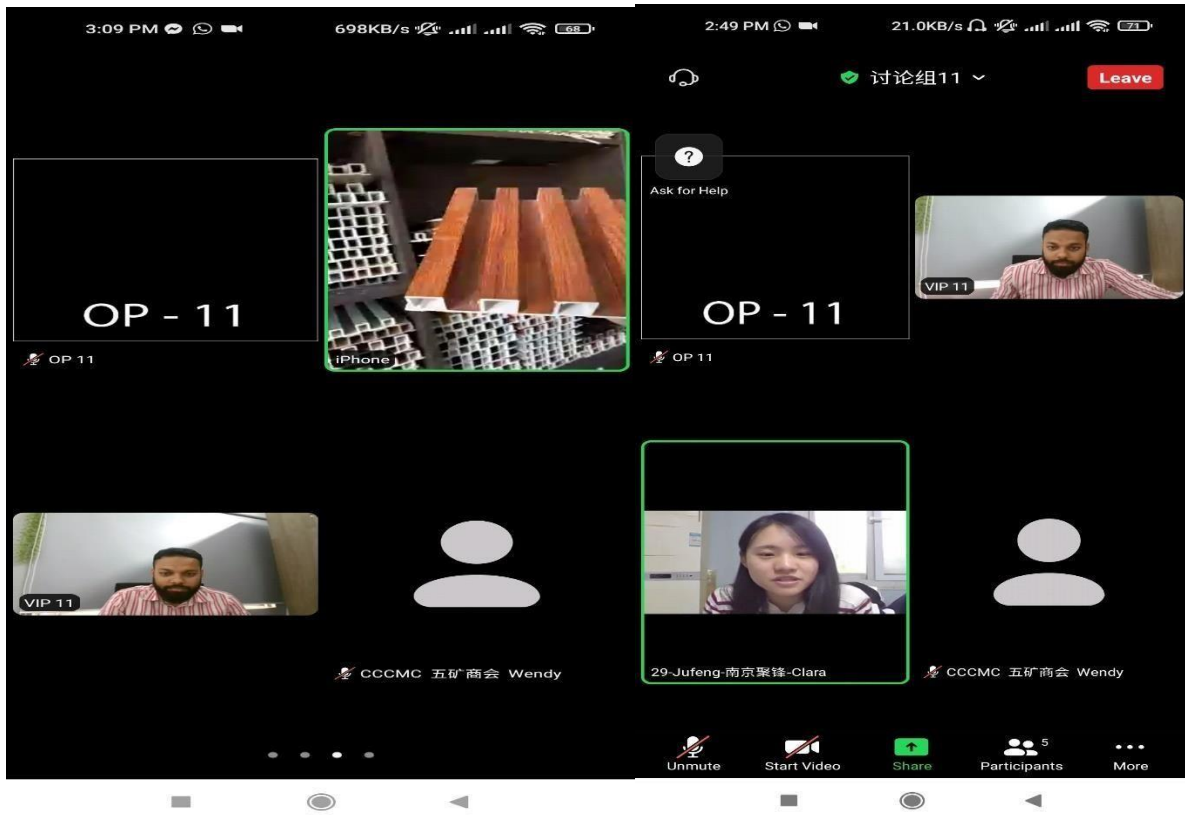 3:09 PM
698KB/s
68
OP - 11
OP 11
iPhone
VIP 11
CCCMC 五矿商会 Wendy
2:49 PM
21.0KB/s
71
讨论组11
Leave
?
Ask for Help
OP - 11
OP 11
VIP 11
29-Jufeng-南京聚锋-Clara
CCCMC 五矿商会 Wendy
5
Unmute
Start Video
Share
Participants
More